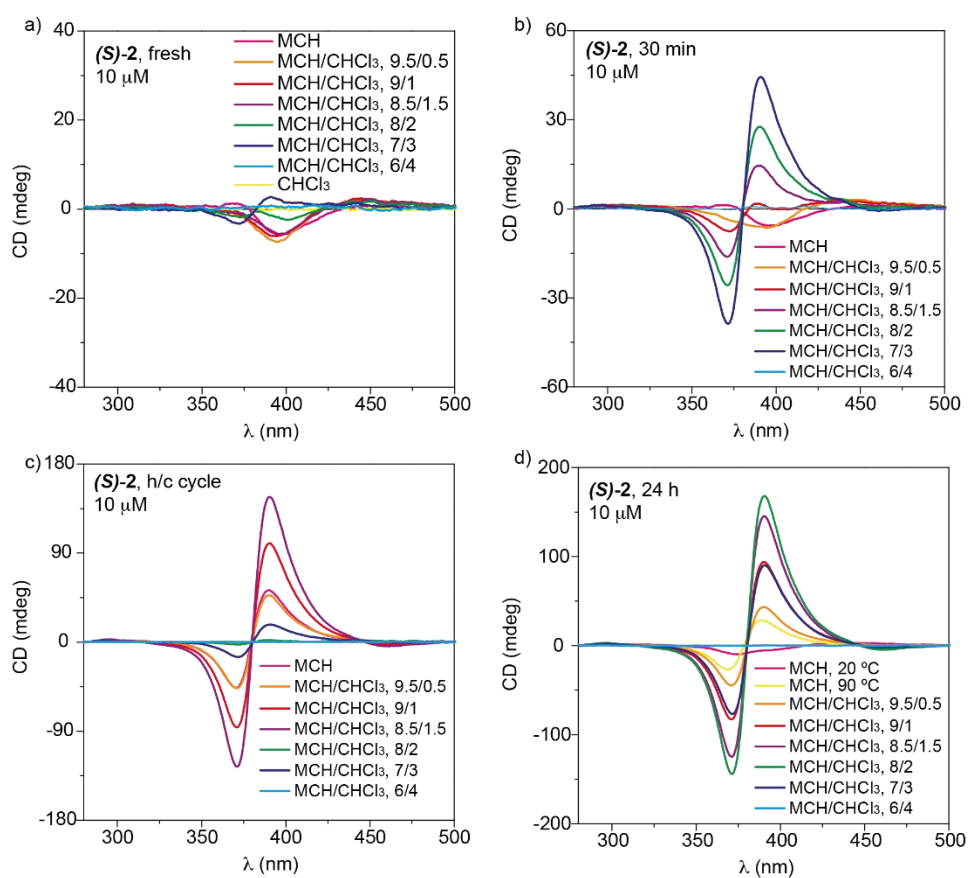 a)
(S)-2, fresh
10 μM
MCH
MCH/CHCl₃, 9.5/0.5
MCH/CHCl₃, 9/1
MCH/CHCl₃, 8.5/1.5
MCH/CHCl₃, 8/2
MCH/CHCl₃, 7/3
MCH/CHCl₃, 6/4
CHCl₃
40
20
0
-20
-40
CD (mdeg)
300 350 400 450 500
λ (nm)
b)
(S)-2, 30 min
10 μM
MCH
MCH/CHCl₃, 9.5/0.5
MCH/CHCl₃, 9/1
MCH/CHCl₃, 8.5/1.5
MCH/CHCl₃, 8/2
MCH/CHCl₃, 7/3
MCH/CHCl₃, 6/4
60
30
0
-30
-60
CD (mdeg)
300 350 400 450 500
λ (nm)
c)
(S)-2, h/c cycle
10 μM
MCH
MCH/CHCl₃, 9.5/0.5
MCH/CHCl₃, 9/1
MCH/CHCl₃, 8.5/1.5
MCH/CHCl₃, 8/2
MCH/CHCl₃, 7/3
MCH/CHCl₃, 6/4
180
90
0
-90
-180
CD (mdeg)
300 350 400 450 500
λ (nm)
d)
(S)-2, 24 h
10 μM
MCH, 20 ºC
MCH, 90 ºC
MCH/CHCl₃, 9.5/0.5
MCH/CHCl₃, 9/1
MCH/CHCl₃, 8.5/1.5
MCH/CHCl₃, 8/2
MCH/CHCl₃, 7/3
MCH/CHCl₃, 6/4
200
100
0
-100
-200
CD (mdeg)
300 350 400 450 500
λ (nm)